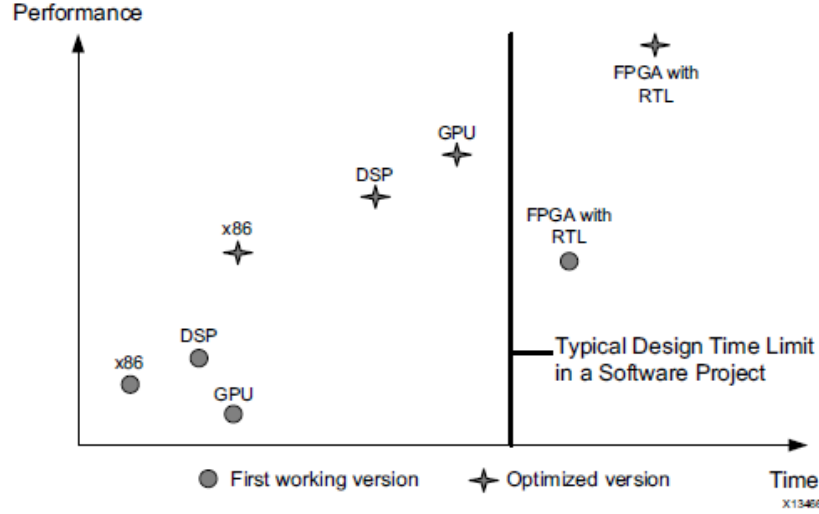 Performance
FPGA with
RTL
GPU
DSP
FPGA with
RTL
x86
DSP
x86
GPU
Typical Design Time Limit
in a Software Project
First working version
Optimized version
Time